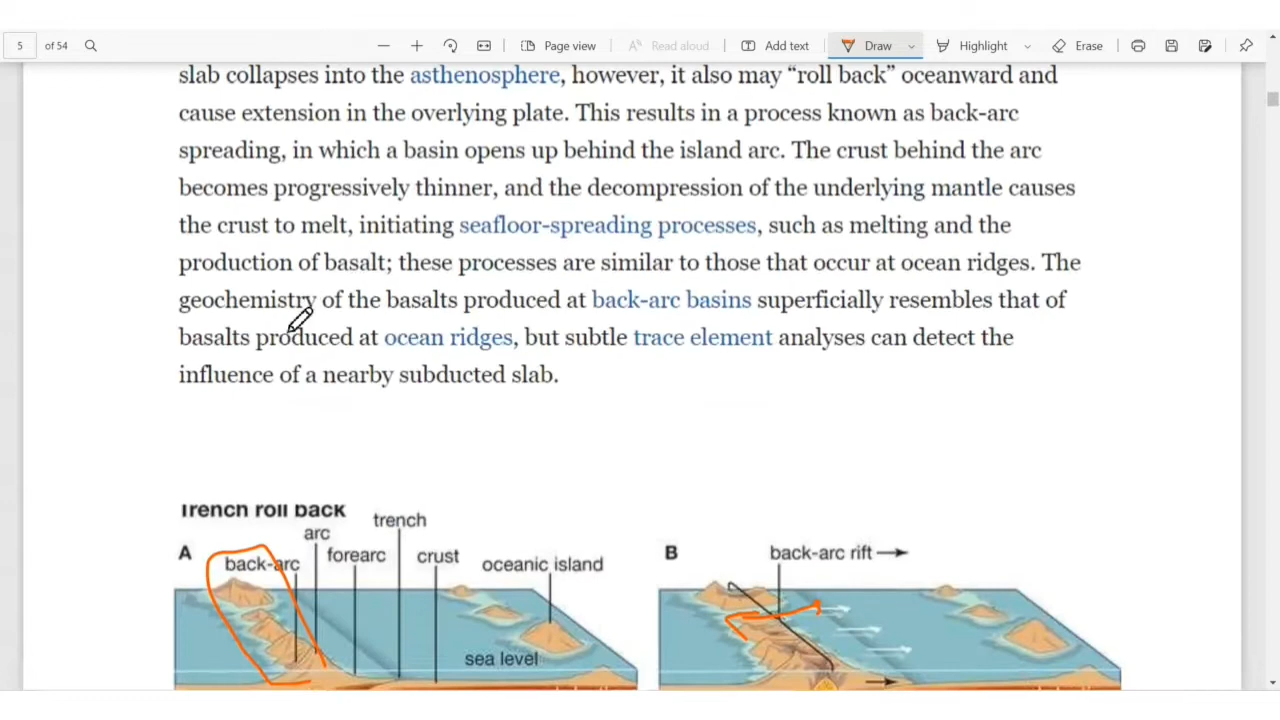 5 of 54 Page view Read aloud Add text Draw Highlight Erase
slab collapses into the asthenosphere, however, it also may “roll back” oceanward and
cause extension in the overlying plate. This results in a process known as back-arc
spreading, in which a basin opens up behind the island arc. The crust behind the arc
becomes progressively thinner, and the decompression of the underlying mantle causes
the crust to melt, initiating seafloor-spreading processes, such as melting and the
production of basalt; these processes are similar to those that occur at ocean ridges. The
geochemistry of the basalts produced at back-arc basins superficially resembles that of
basalts produced at ocean ridges, but subtle trace element analyses can detect the
influence of a nearby subducted slab.
Trench roll back
trench
arc
A back-arc forearc crust oceanic island
sea level
B back-arc rift